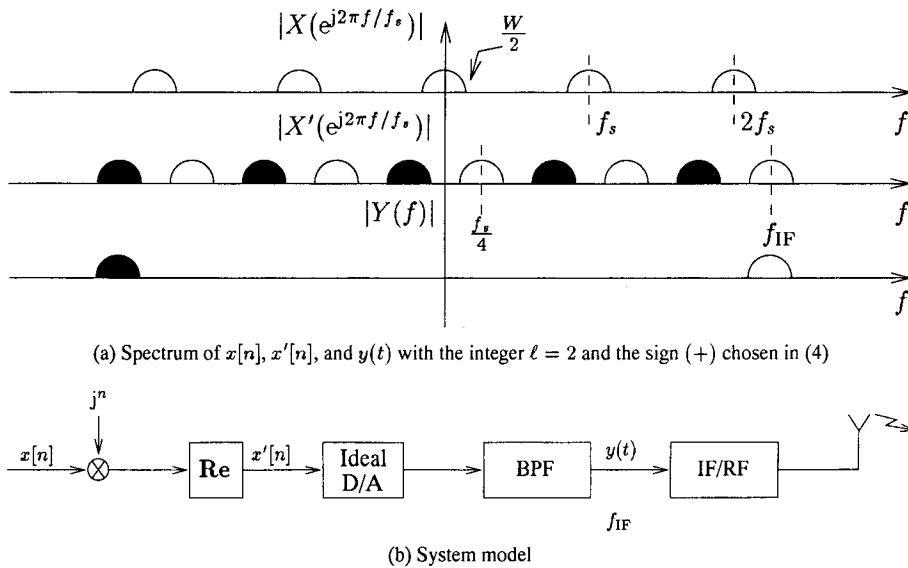 |X(e^{j2πf/f_s})|
W/2
f_s
2f_s
f
|X'(e^{j2πf/f_s})|
|Y(f)|
f_s/4
f_IF
f
f
(a) Spectrum of x[n], x'[n], and y(t) with the integer ℓ = 2 and the sign (+) chosen in (4)
j^n
x[n]
Re
x'[n]
Ideal
D/A
BPF
y(t)
IF/RF
f_IF
(b) System model